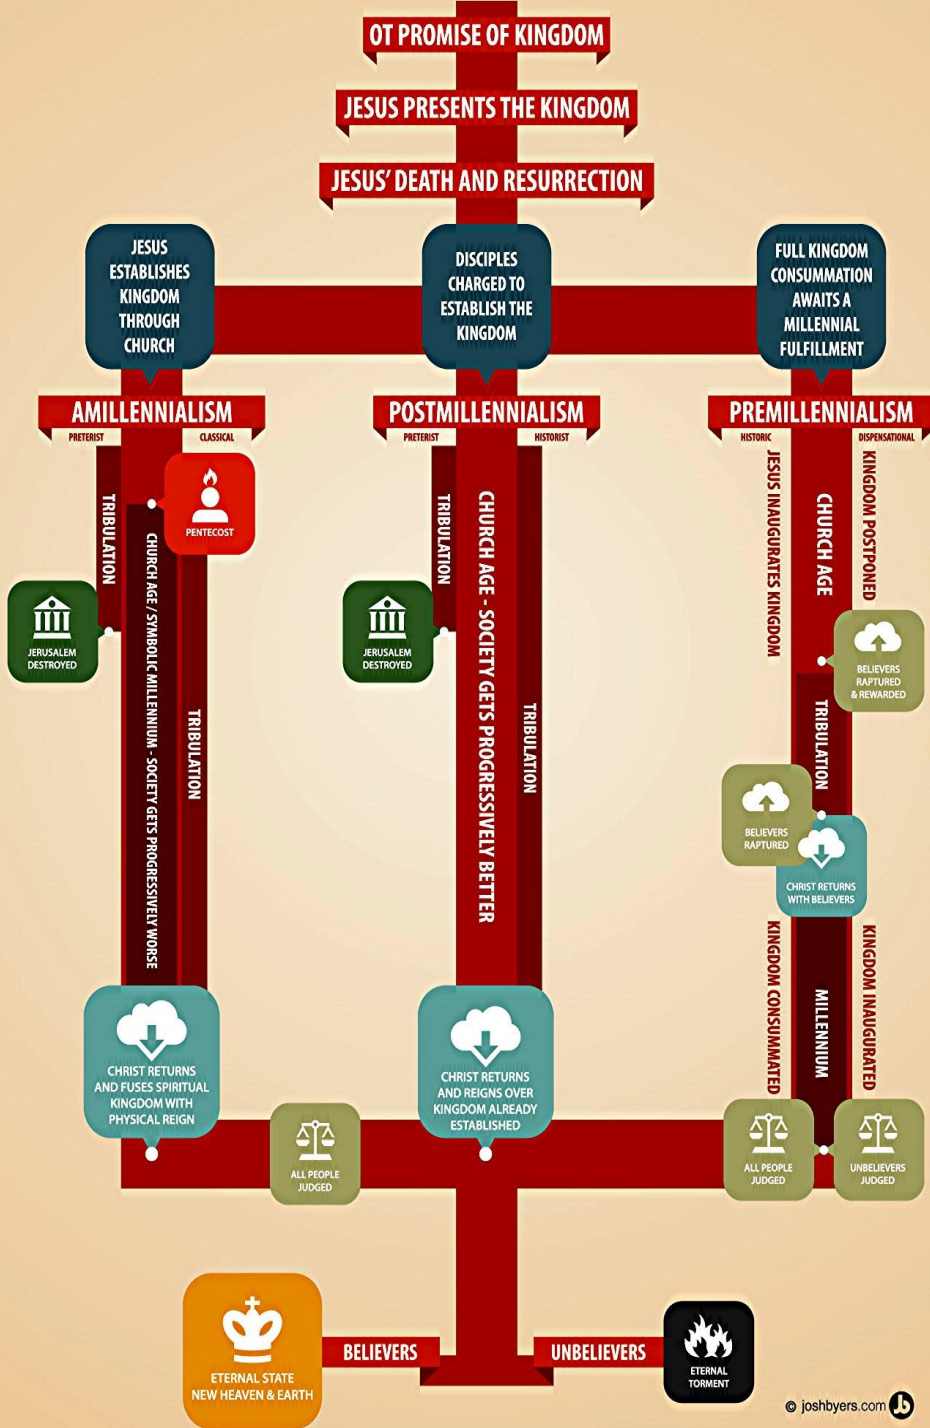 OT PROMISE OF KINGDOM
JESUS PRESENTS THE KINGDOM
JESUS' DEATH AND RESURRECTION
JESUS
ESTABLISHES
KINGDOM
THROUGH
CHURCH
DISCIPLES
CHARGED TO
ESTABLISH THE
KINGDOM
FULL KINGDOM
CONSUMMATION
AWAITS A
MILLENNIAL
FULFILLMENT
AMILLENNIALISM
PRETERIST
CLASSICAL
TRIBULATION
PENTECOST
CHURCH AGE / SYMBOLIC MILLENNIUM - SOCIETY GETS PROGRESSIVELY WORSE
TRIBULATION
JERUSALEM
DESTROYED
CHRIST RETURNS
AND FUSES SPIRITUAL
KINGDOM WITH
PHYSICAL REIGN
POSTMILLENNIALISM
PRETERIST
HISTORIST
TRIBULATION
CHURCH AGE - SOCIETY GETS PROGRESSIVELY BETTER
TRIBULATION
JERUSALEM
DESTROYED
CHRIST RETURNS
AND REIGNS OVER
KINGDOM ALREADY
ESTABLISHED
PREMILLENNIALISM
HISTORIC
DISPENSATIONAL
JESUS INAUGURATES KINGDOM
CHURCH AGE
KINGDOM POSTPONED
BELIEVERS
RAPTURED
& REWARDED
TRIBULATION
BELIEVERS
RAPTURED
CHRIST RETURNS
WITH BELIEVERS
KINGDOM CONSUMMATED
MILLENNIUM
KINGDOM INAUGURATED
ALL PEOPLE
JUDGED
ALL PEOPLE
JUDGED
UNBELIEVERS
JUDGED
ETERNAL STATE
NEW HEAVEN & EARTH
BELIEVERS
UNBELIEVERS
ETERNAL
TORMENT
© joshbyers.com jb